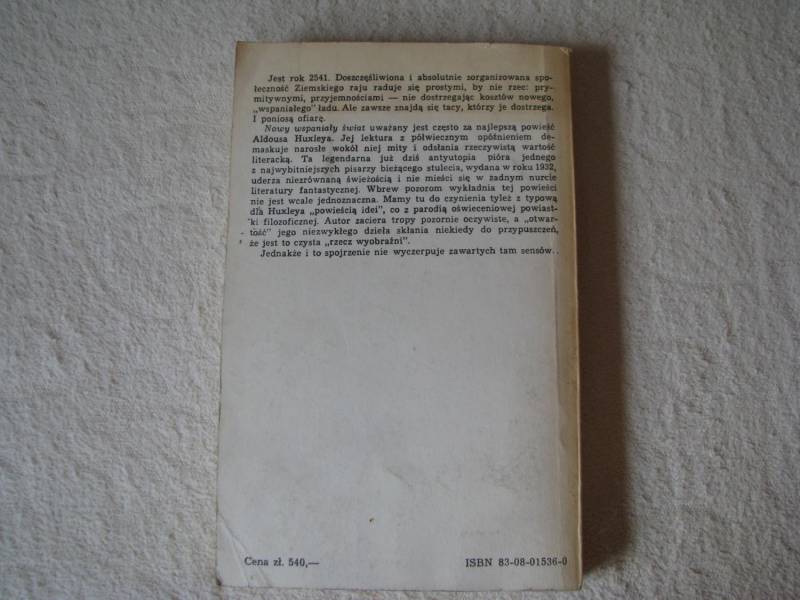 Jest rok 2541. Doszczęśliwiona i absolutnie zorganizowana spo-
łeczność Ziemskiego raju raduje się prostymi, by nie rzec: pry-
mitywnymi, przyjemnościami — nie dostrzegając kosztów nowego,
„wspaniałego" ładu. Ale zawsze znajdą się tacy, którzy je dostrzega.
I poniosą ofiarę.
Nowy wspaniały świat uważany jest często za najlepszą powieść
Aldousa Huxleya. Jej lektura z półwiecznym opóźnieniem de-
maskuje narosłe wokół niej mity i odsłania rzeczywistą wartość
literacką. Ta legendarna już dziś antyutopia pióra jednego
z najwybitniejszych pisarzy bieżącego stulecia, wydana w roku 1932,
uderza niezrównaną świeżością i nie mieści się w żadnym nurcie
literatury fantastycznej. Wbrew pozorom wykładnia tej powieści
nie jest wcale jednoznaczna. Mamy tu do czynienia tyleż z typową
dla Huxleya „powieścią idei", co z parodią oświeceniowej powiast-
ki filozoficznej. Autor zaciera tropy pozornie oczywiste, a „otwar-
tość" jego niezwykłego dzieła skłania niekiedy do przypuszczeń,
że jest to czysta „rzecz wyobraźni".
Jednakże i to spojrzenie nie wyczerpuje zawartych tam sensów..
Cena zł. 540,—
ISBN 83-08-01536-0